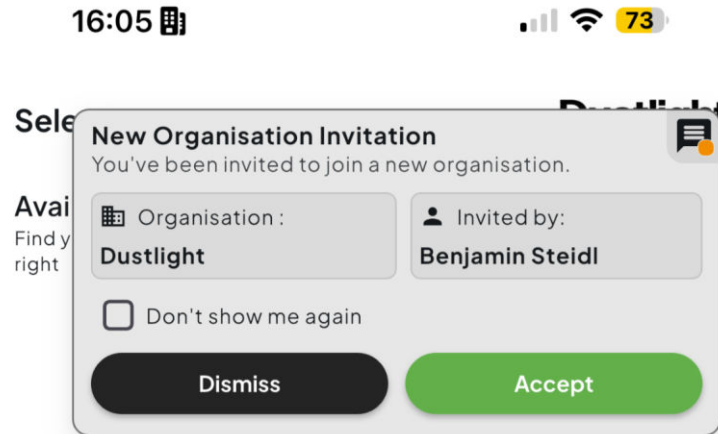 16:05
73
Sele
New Organisation Invitation
You've been invited to join a new organisation.
Avai
Find y
right
Organisation :
Dustlight
Invited by:
Benjamin Steidl
Don't show me again
Dismiss
Accept